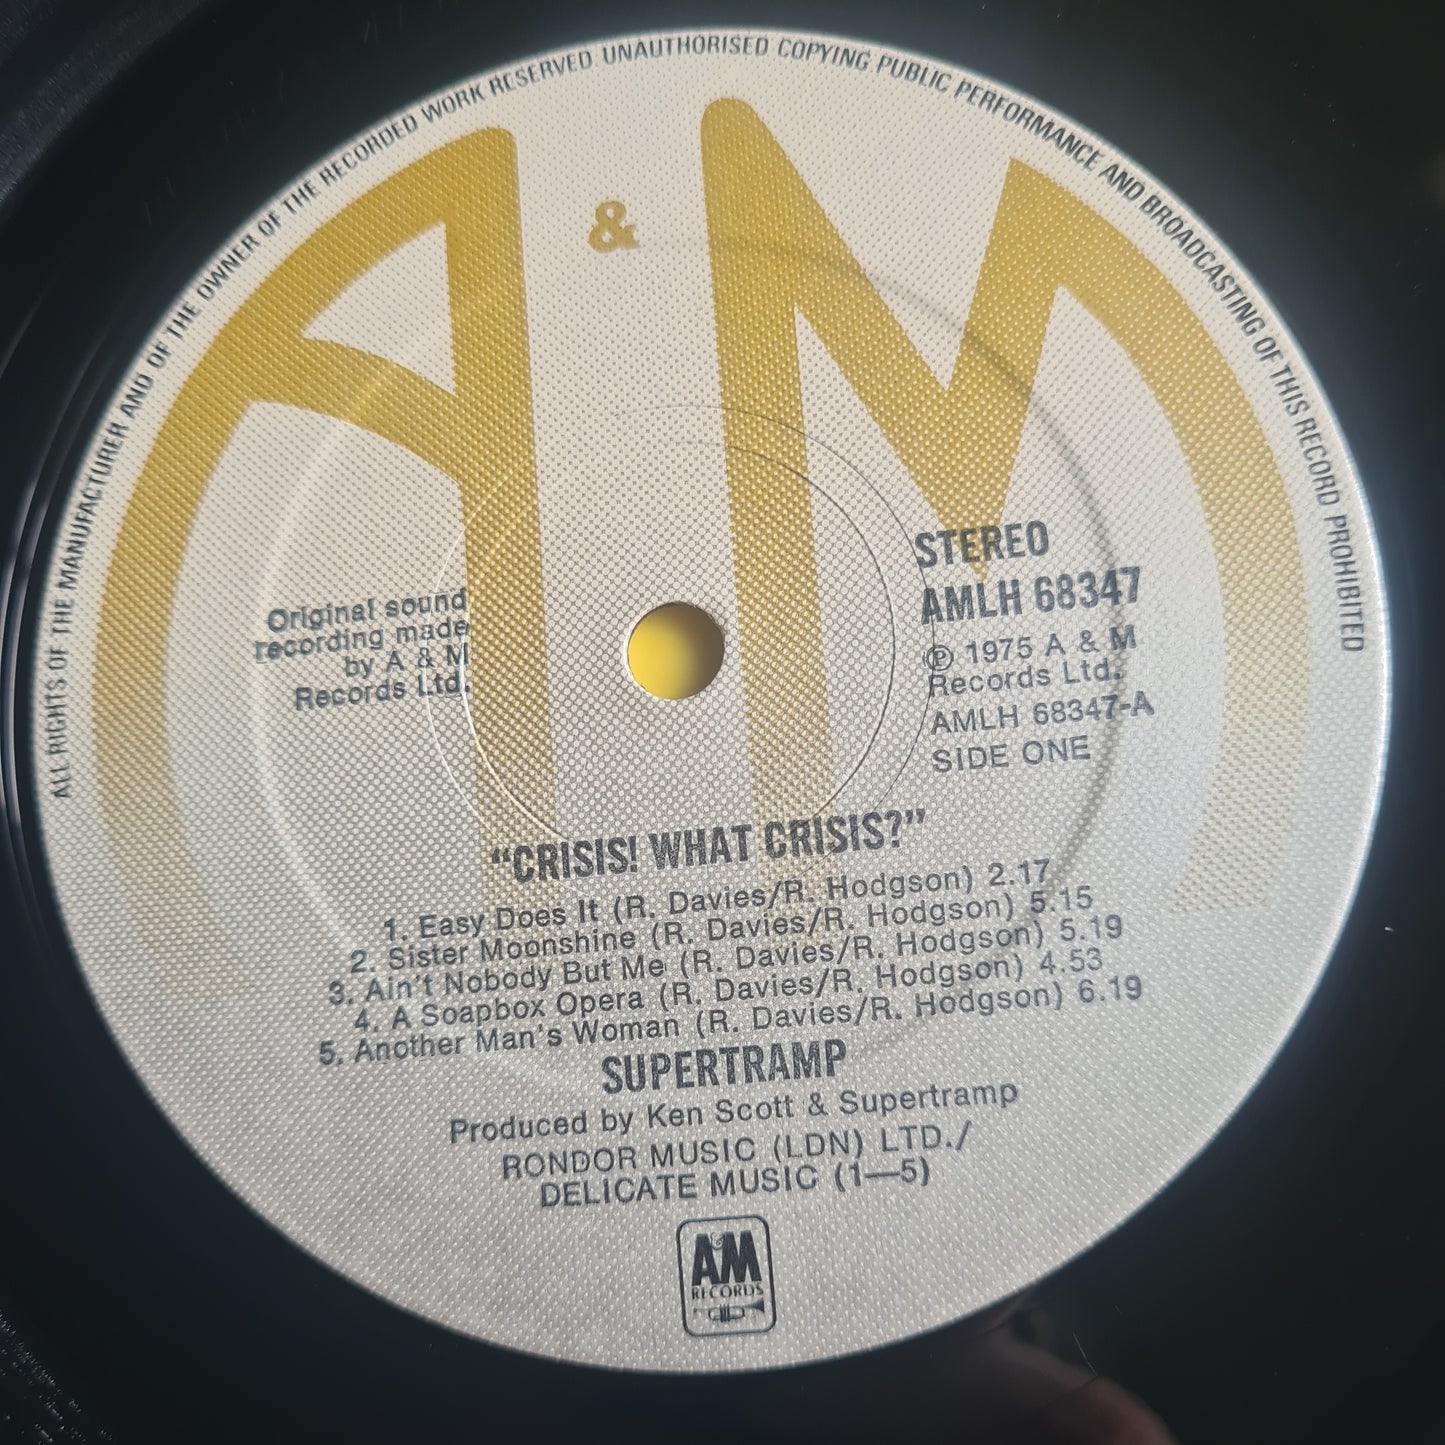 ALL RIGHTS OF THE MANUFACTURER AND OF THE OWNER OF THE RECORDED WORK RESERVED UNAUTHORISED COPYING PUBLIC PERFORMANCE AND BROADCASTING OF THIS RECORD PROHIBITED
A & M
Original sound
recording made
by A & M
Records Ltd.
STEREO
AMLH 68347
℗ 1975 A & M
Records Ltd.
AMLH 68347-A
SIDE ONE
“CRISIS! WHAT CRISIS?”
1. Easy Does It (R. Davies/R. Hodgson) 2.17
2. Sister Moonshine (R. Davies/R. Hodgson) 5.15
3. Ain't Nobody But Me (R. Davies/R. Hodgson) 5.19
4. A Soapbox Opera (R. Davies/R. Hodgson) 4.53
5. Another Man's Woman (R. Davies/R. Hodgson) 6.19
SUPERTRAMP
Produced by Ken Scott & Supertramp
RONDOR MUSIC (LDN) LTD./
DELICATE MUSIC (1—5)
A&M
RECORDS